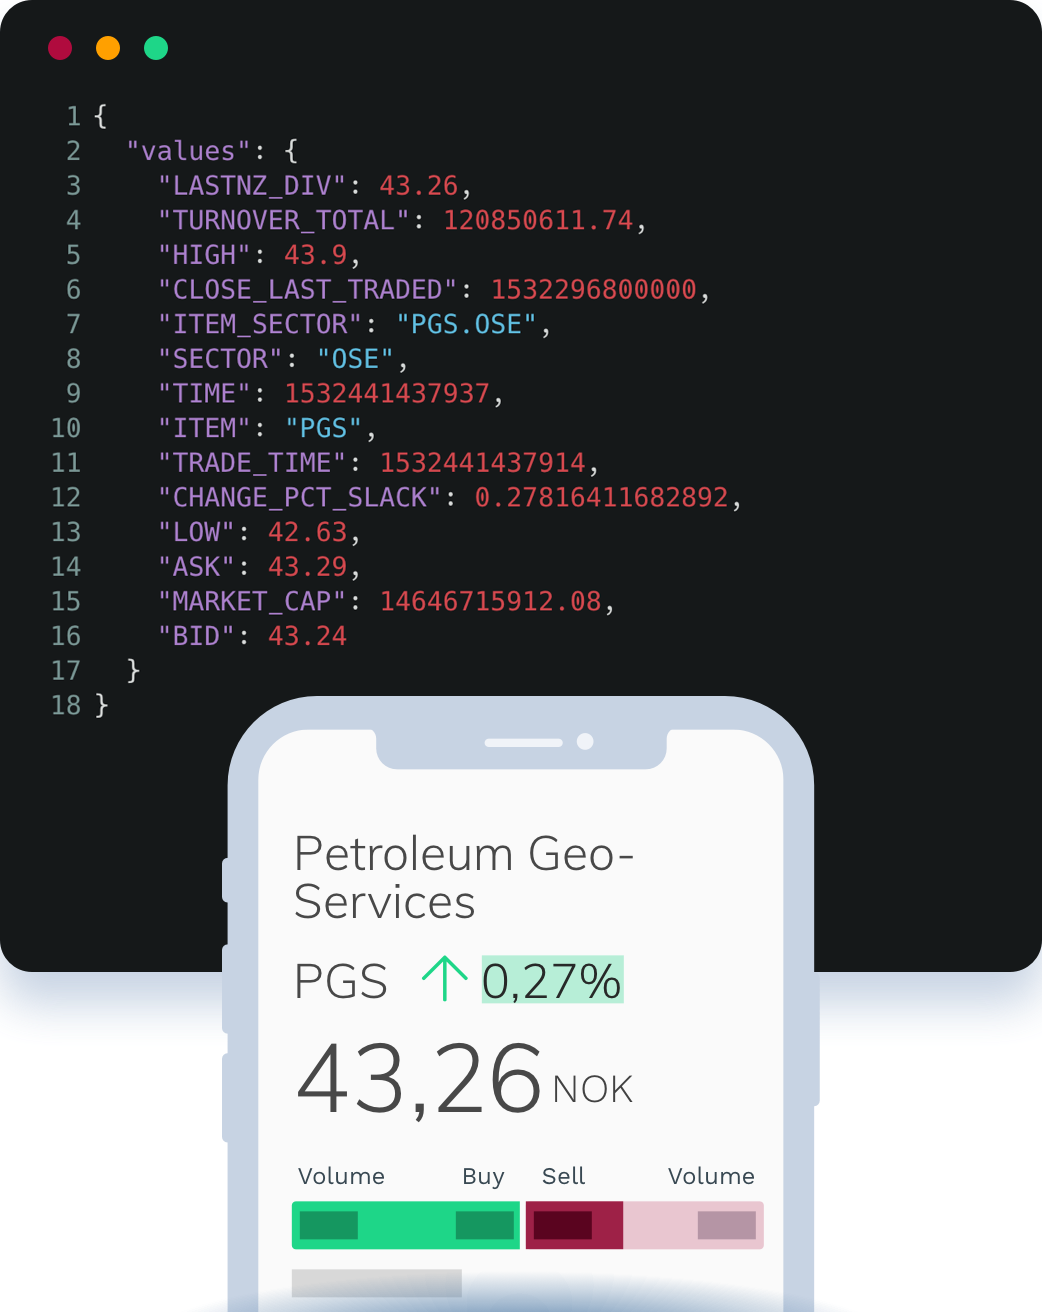 1 {
2 "values": {
3 "LASTNZ_DIV": 43.26,
4 "TURNOVER_TOTAL": 120850611.74,
5 "HIGH": 43.9,
6 "CLOSE_LAST_TRADED": 1532296800000,
7 "ITEM_SECTOR": "PGS.OSE",
8 "SECTOR": "OSE",
9 "TIME": 1532441437937,
10 "ITEM": "PGS",
11 "TRADE_TIME": 1532441437914,
12 "CHANGE_PCT_SLACK": 0.27816411682892,
13 "LOW": 42.63,
14 "ASK": 43.29,
15 "MARKET_CAP": 14646715912.08,
16 "BID": 43.24
17 }
18 }
Petroleum Geo-
Services
PGS 0,27%
43,26 NOK
Volume Buy Sell Volume